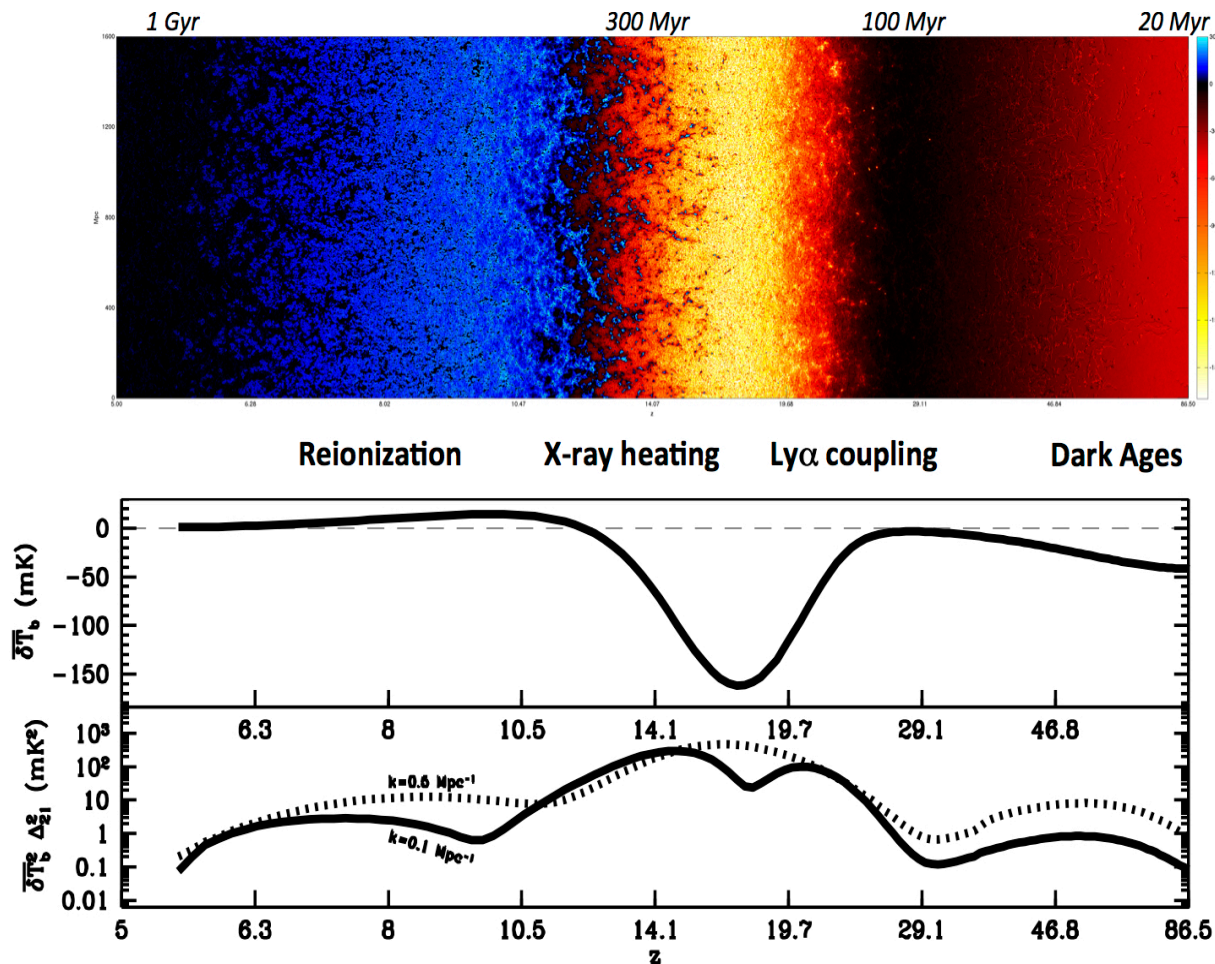 1 Gyr 300 Myr 100 Myr 20 Myr
1600
1200
800
400
0
Mpc
30
0
5.00 6.28 8.02 10.47 14.07 19.68 29.11 46.84 86.50
z
Reionization X-ray heating Lyα coupling Dark Ages
0
-50
-100
-150
δT̅b (mK)
6.3 8 10.5 14.1 19.7 29.1 46.8
10³
10²
10
1
0.1
0.01
δT̅b² Δ²21 (mK²)
k=0.6 Mpc⁻¹
k=0.1 Mpc⁻¹
5 6.3 8 10.5 14.1 19.7 29.1 46.8 86.5
z